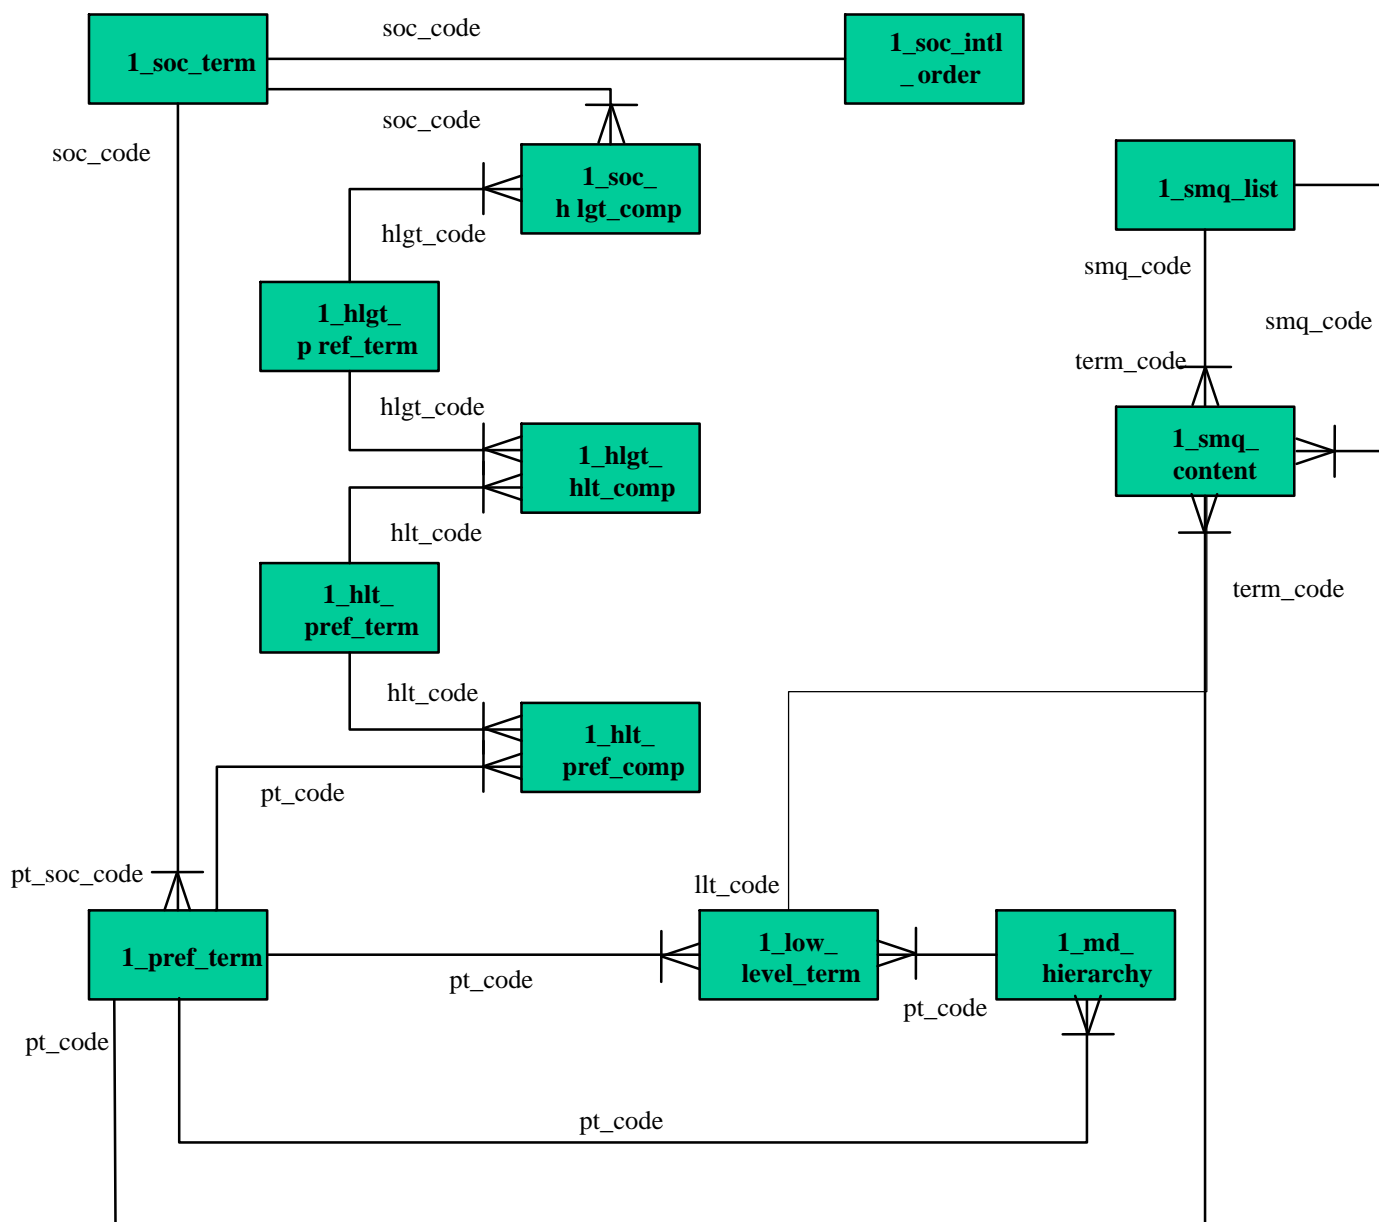 soc_code
1_soc_term
1_soc_intl
_ order
soc_code
soc_code
1_soc_
h lgt_comp
1_smq_list
hlgt_code
smq_code
smq_code
1_hlgt_
p ref_term
term_code
hlgt_code
1_hlgt_
hlt_comp
1_smq_
content
hlt_code
1_hlt_
pref_term
term_code
hlt_code
1_hlt_
pref_comp
pt_code
pt_soc_code
llt_code
1_pref_term
1_low_
level_term
1_md_
hierarchy
pt_code
pt_code
pt_code
pt_code